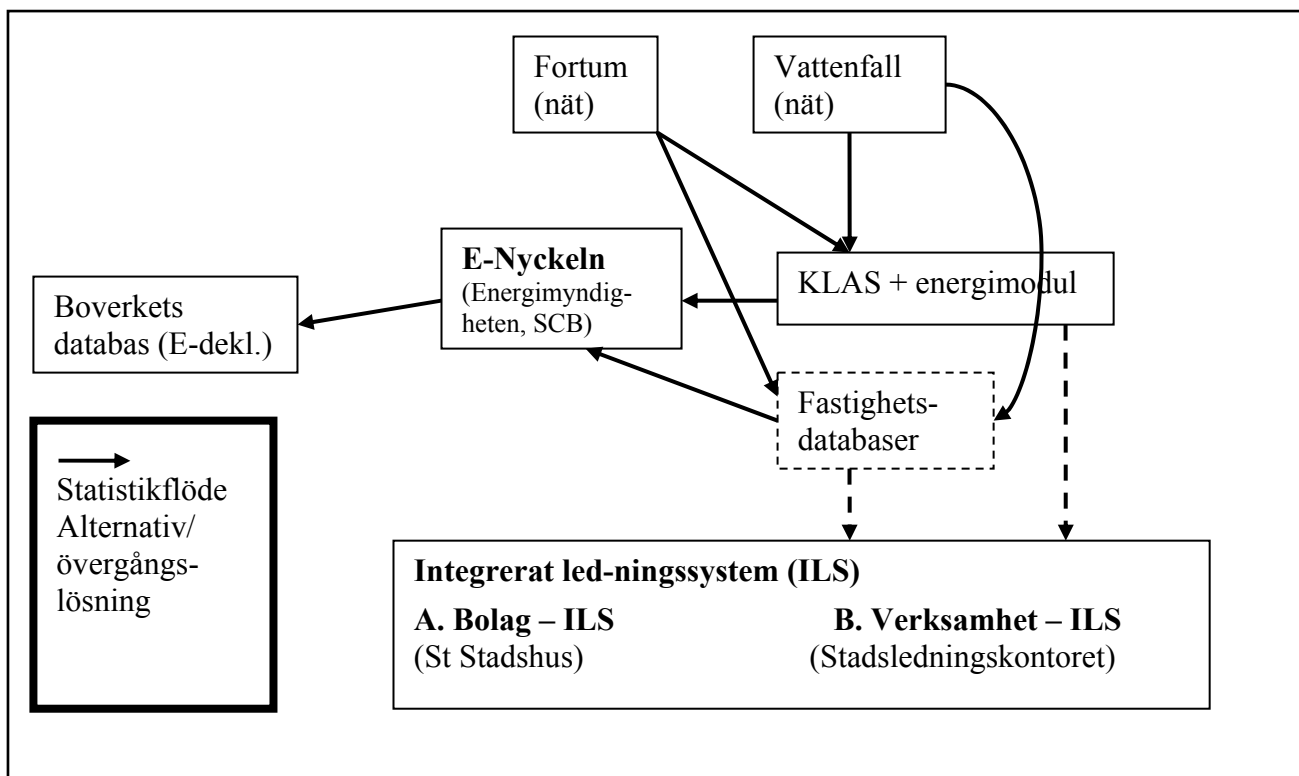 Fortum
(nät)
Vattenfall
(nät)
E-Nyckeln
(Energimyndig-
heten, SCB)
KLAS + energimodul
Boverkets
databas (E-dekl.)
Fastighets-
databaser
Statistikflöde
Alternativ/
övergångs-
lösning
Integrerat led-ningssystem (ILS)
A. Bolag – ILS
(St Stadshus)
B. Verksamhet – ILS
(Stadsledningskontoret)